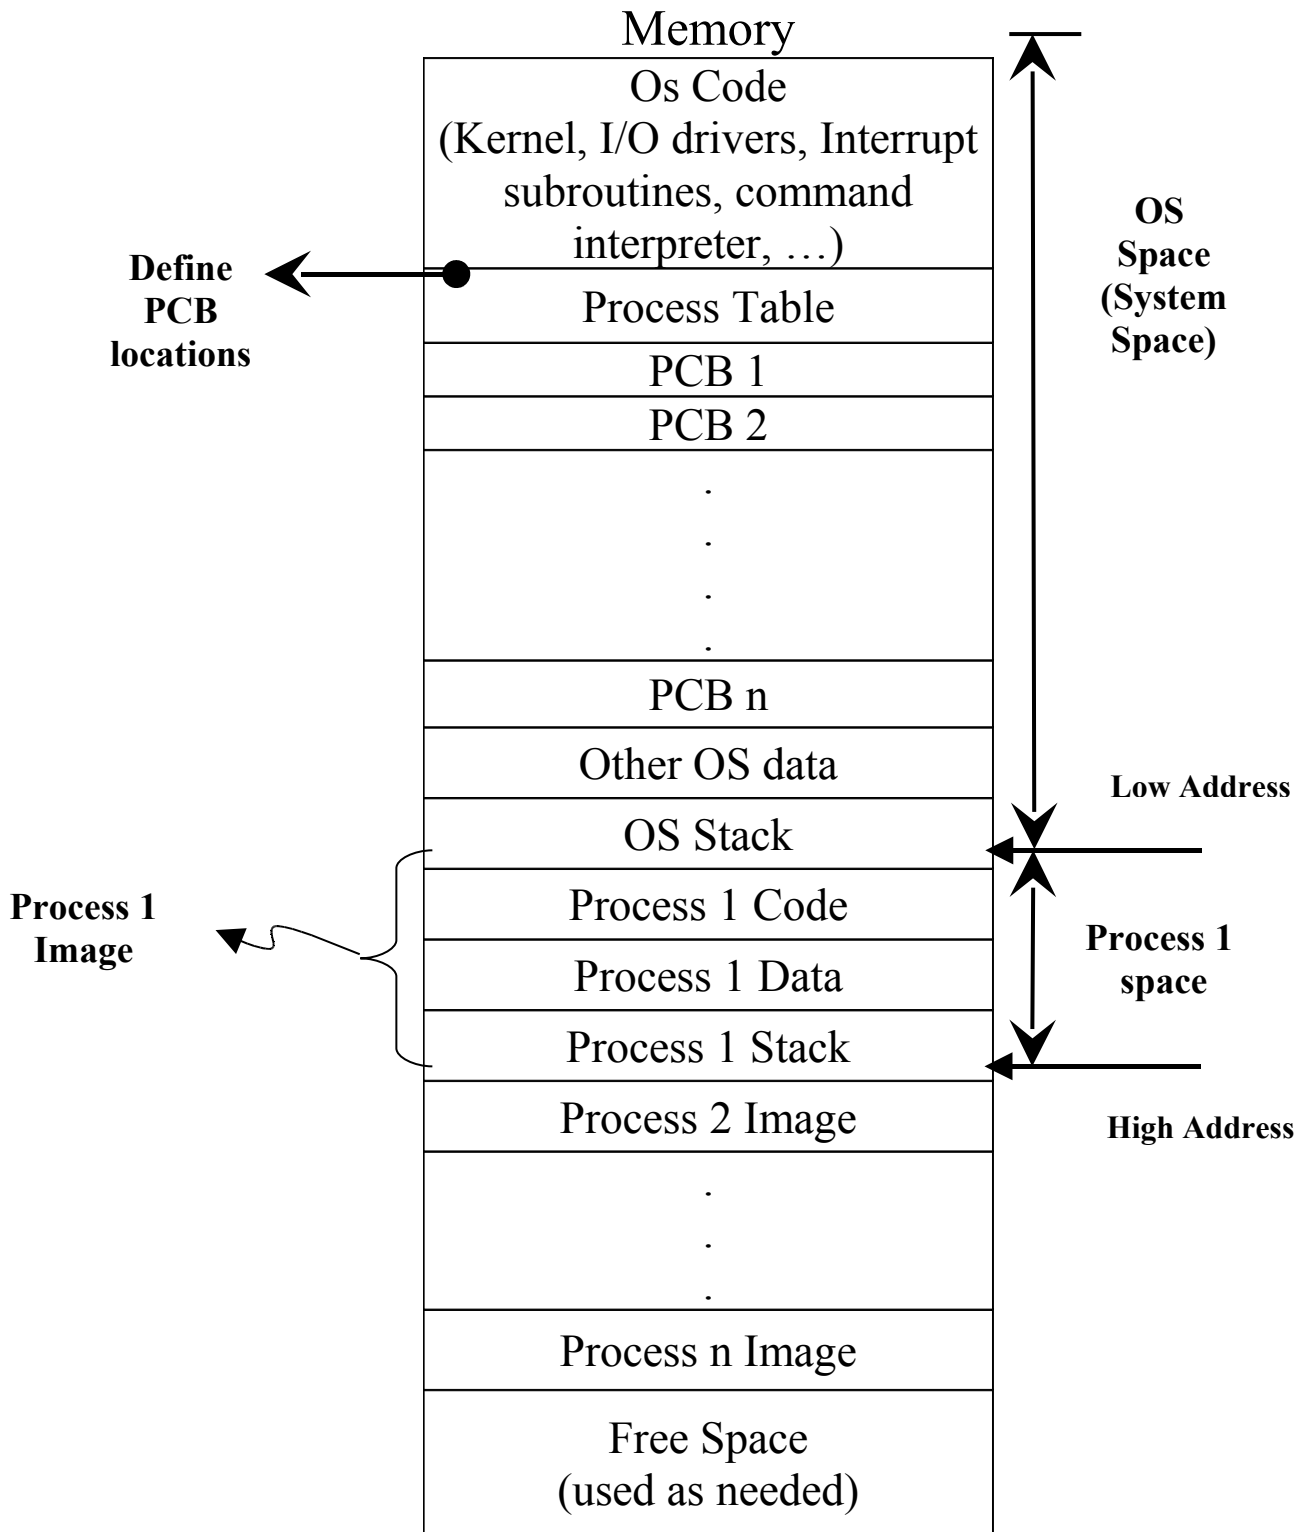 Memory
Os Code
(Kernel, I/O drivers, Interrupt
subroutines, command
interpreter, …)
Define
PCB
locations
OS
Space
(System
Space)
Process Table
PCB 1
PCB 2
.
.
.
.
PCB n
Other OS data
Low Address
OS Stack
Process 1
Image
Process 1 Code
Process 1
space
Process 1 Data
Process 1 Stack
Process 2 Image
High Address
.
.
.
Process n Image
Free Space
(used as needed)